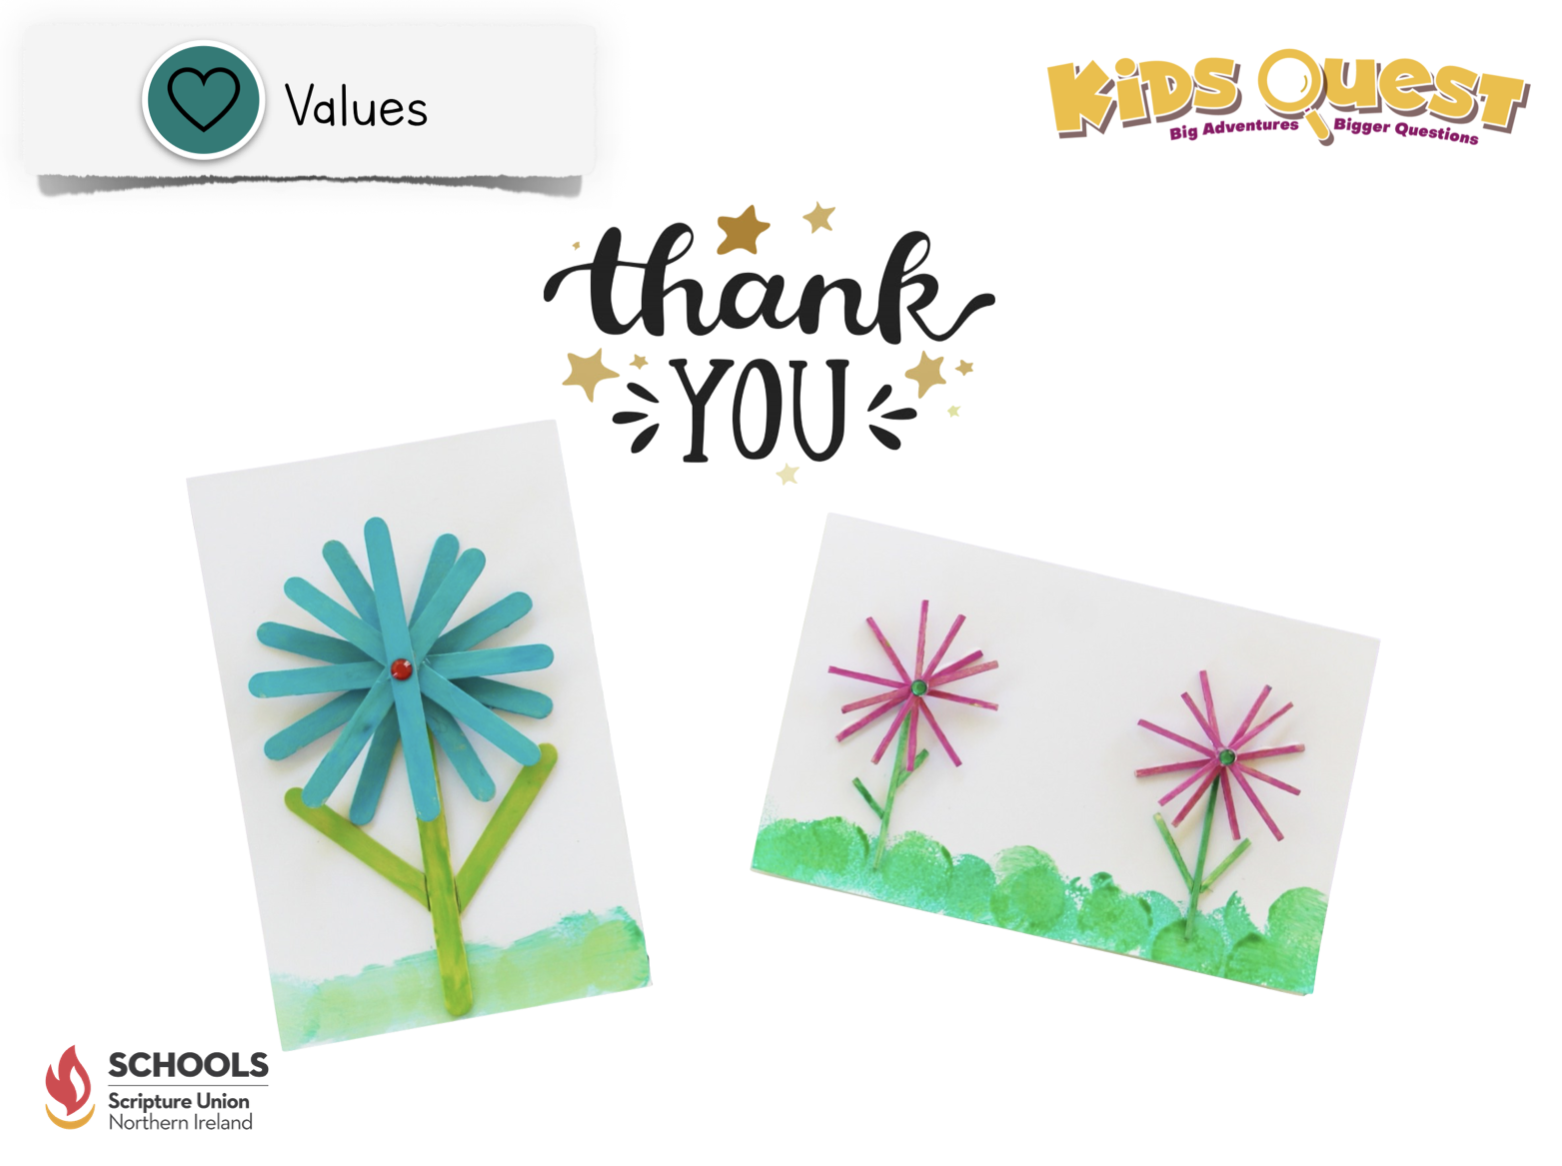 Values
KiDS QUEST
Big Adventures Bigger Questions
thank
YOU
SCHOOLS
Scripture Union
Northern Ireland